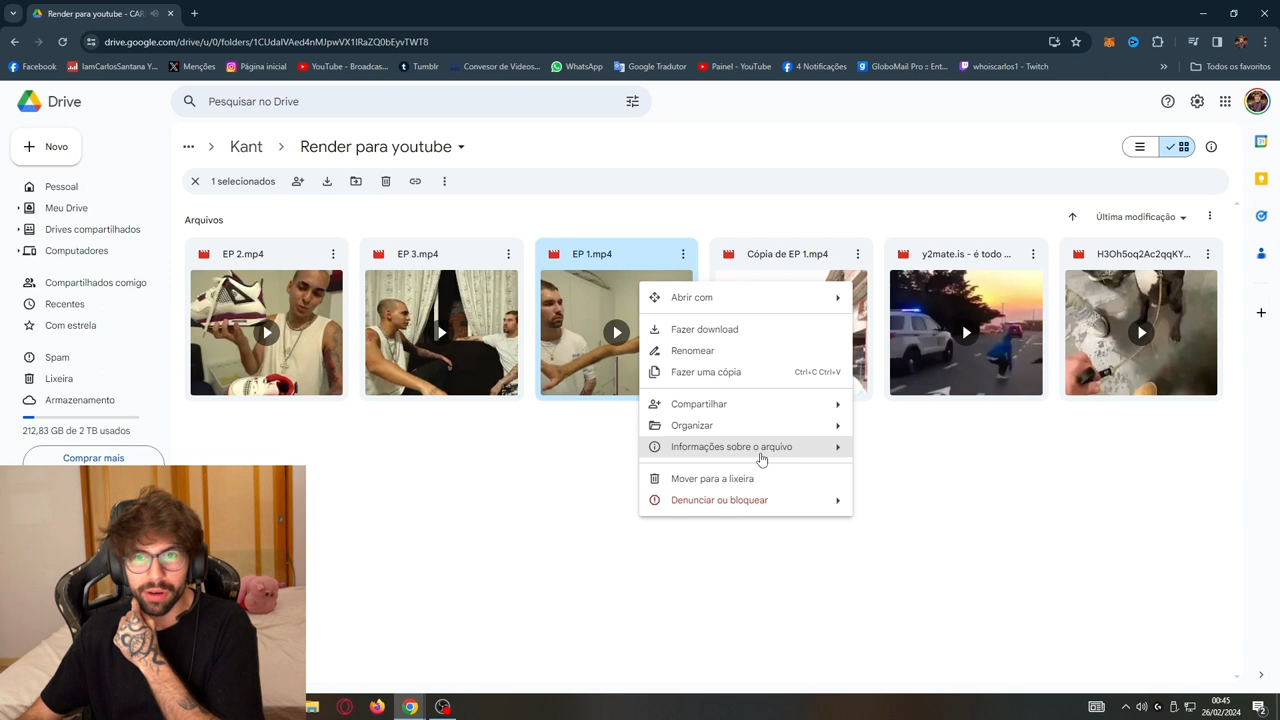 Render para youtube - CAR
drive.google.com/drive/u/0/folders/1CUdaIVAed4nMJpwVX1IRaZQ0bEyvTWT8
Facebook IamCarlosSantana Y... Menções Página inicial YouTube - Broadcas... Tumblr Convesor de Videos... WhatsApp Google Tradutor Painel - YouTube 4 Notificações GloboMail Pro :: Ent... whoiscarlos1 - Twitch » Todos os favoritos
Drive
Pesquisar no Drive
Novo
Kant > Render para youtube
1 selecionados
Pessoal
Meu Drive
Drives compartilhados
Computadores
Compartilhados comigo
Recentes
Com estrela
Spam
Lixeira
Armazenamento
212,83 GB de 2 TB usados
Comprar mais
Arquivos
Última modificação
EP 2.mp4
EP 3.mp4
EP 1.mp4
Cópia de EP 1.mp4
y2mate.is - é todo ...
H3Oh5oq2Ac2qqKY...
Abrir com
Fazer download
Renomear
Fazer uma cópia Ctrl+C Ctrl+V
Compartilhar
Organizar
Informações sobre o arquivo
Mover para a lixeira
Denunciar ou bloquear
00:45
26/02/2024
2